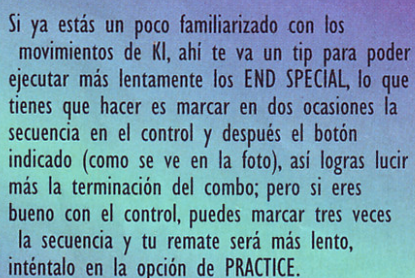 Si ya estás un poco familiarizado con los
movimientos de KI, ahí te va un tip para poder
ejecutar más lentamente los END SPECIAL, lo que
tienes que hacer es marcar en dos ocasiones la
secuencia en el control y después el botón
indicado (como se ve en la foto), así logras lucir
más la terminación del combo; pero si eres
bueno con el control, puedes marcar tres veces
la secuencia y tu remate será más lento,
inténtalo en la opción de PRACTICE.